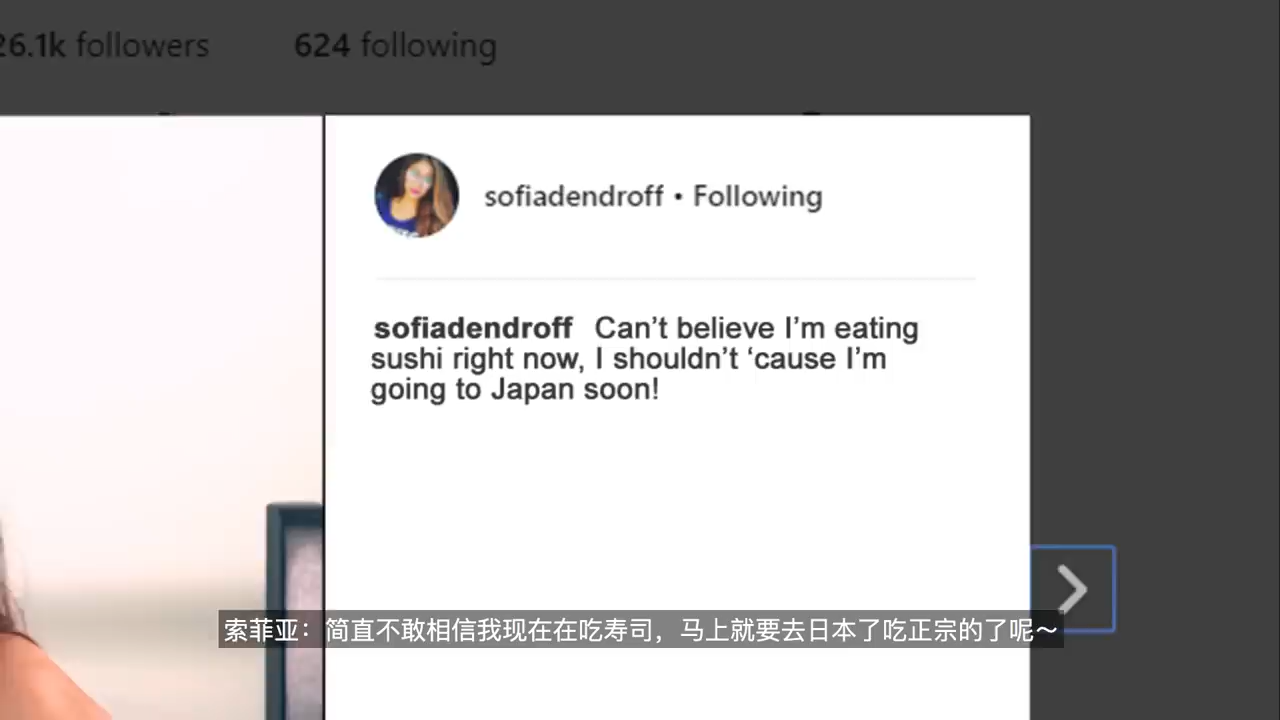 26.1k followers 624 following
sofiadendroff • Following
sofiadendroff Can’t believe I’m eating
sushi right now, I shouldn’t ‘cause I’m
going to Japan soon!
索菲亚：简直不敢相信我现在在吃寿司，马上就要去日本了吃正宗的了呢～